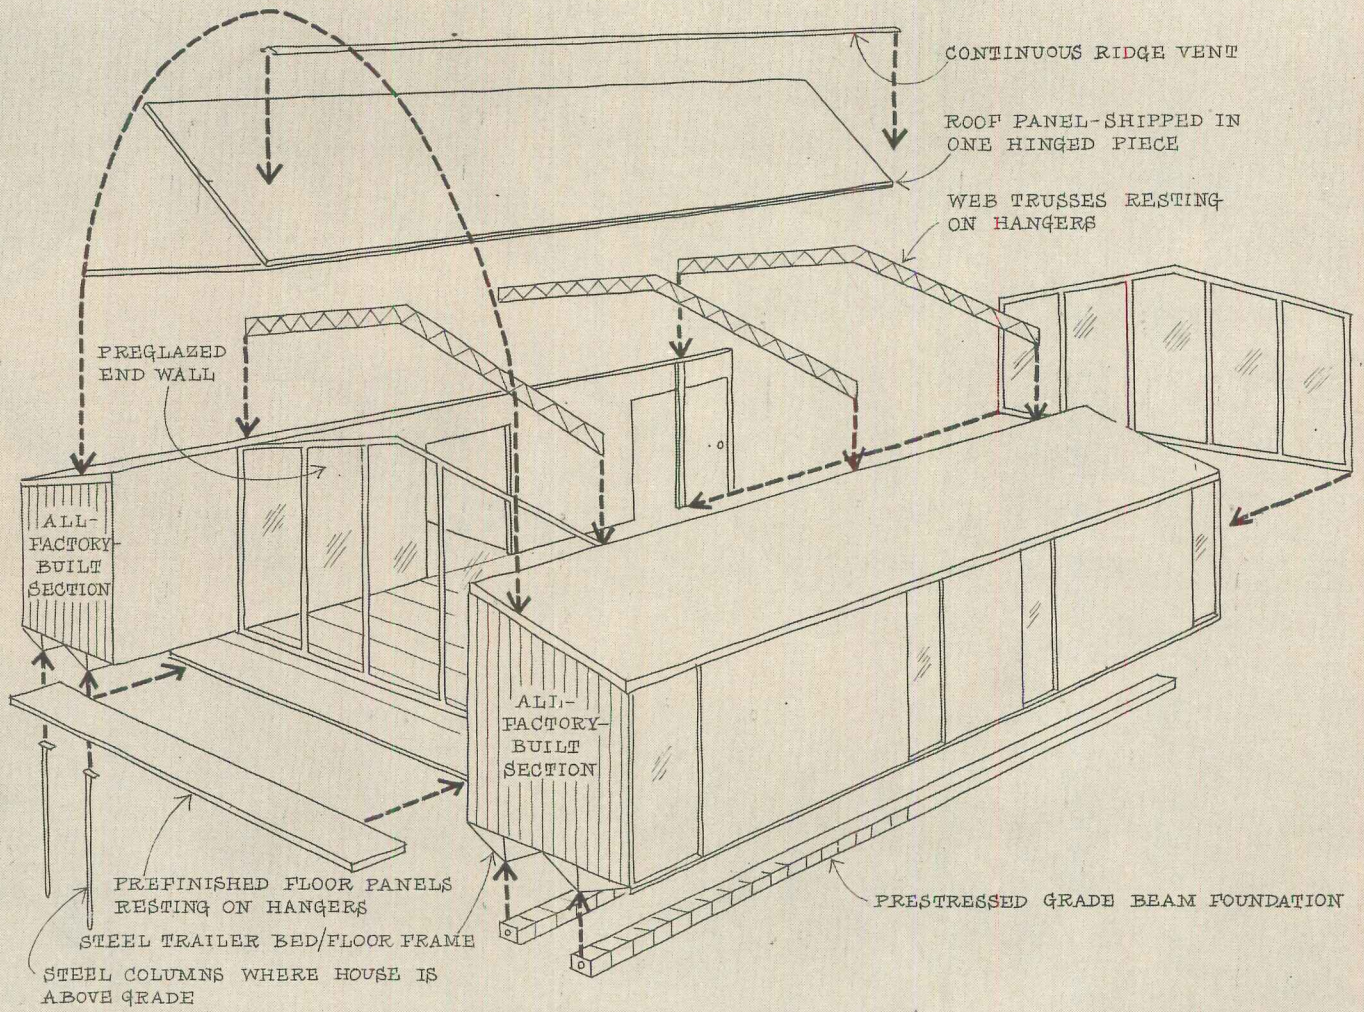 CONTINUOUS RIDGE VENT
ROOF PANEL-SHIPPED IN
ONE HINGED PIECE
WEB TRUSSES RESTING
ON HANGERS
PREGLAZED
END WALL
ALL-
FACTORY-
BUILT
SECTION
ALL-
FACTORY-
BUILT
SECTION
PREFINISHED FLOOR PANELS
RESTING ON HANGERS
STEEL TRAILER BED/FLOOR FRAME
STEEL COLUMNS WHERE HOUSE IS
ABOVE GRADE
PRESTRESSED GRADE BEAM FOUNDATION